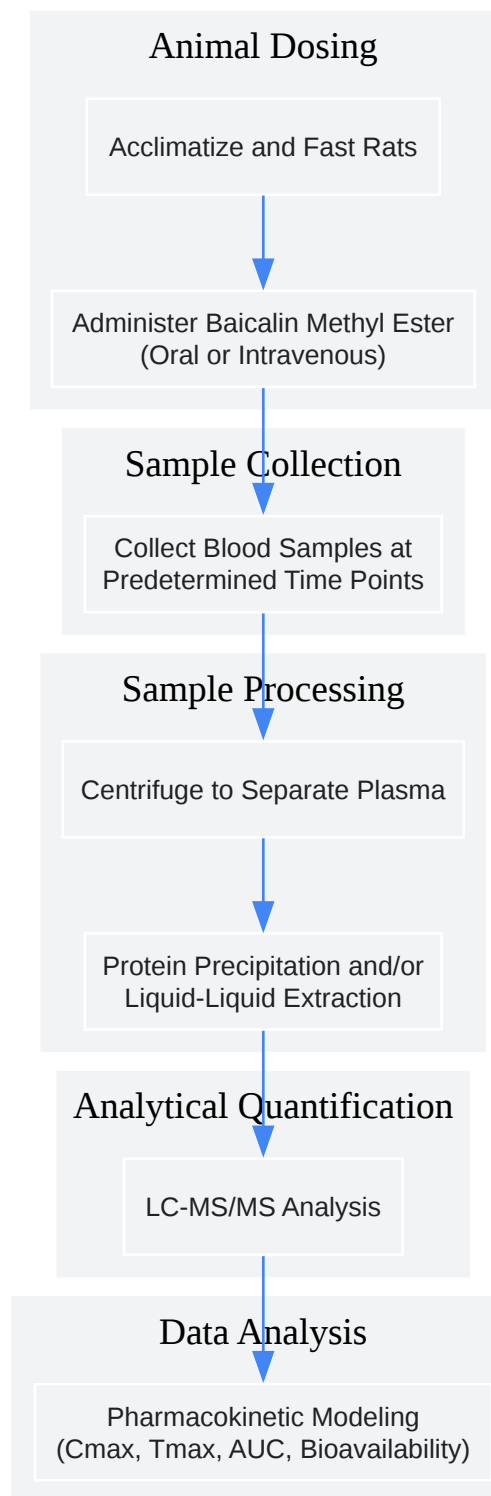 Animal Dosing
Acclimatize and Fast Rats
Administer Baicalin Methyl Ester
(Oral or Intravenous)
Sample Collection
Collect Blood Samples at
Predetermined Time Points
Sample Processing
Centrifuge to Separate Plasma
Protein Precipitation and/or
Liquid-Liquid Extraction
Analytical Quantification
LC-MS/MS Analysis
Data Analysis
Pharmacokinetic Modeling
(Cmax, Tmax, AUC, Bioavailability)